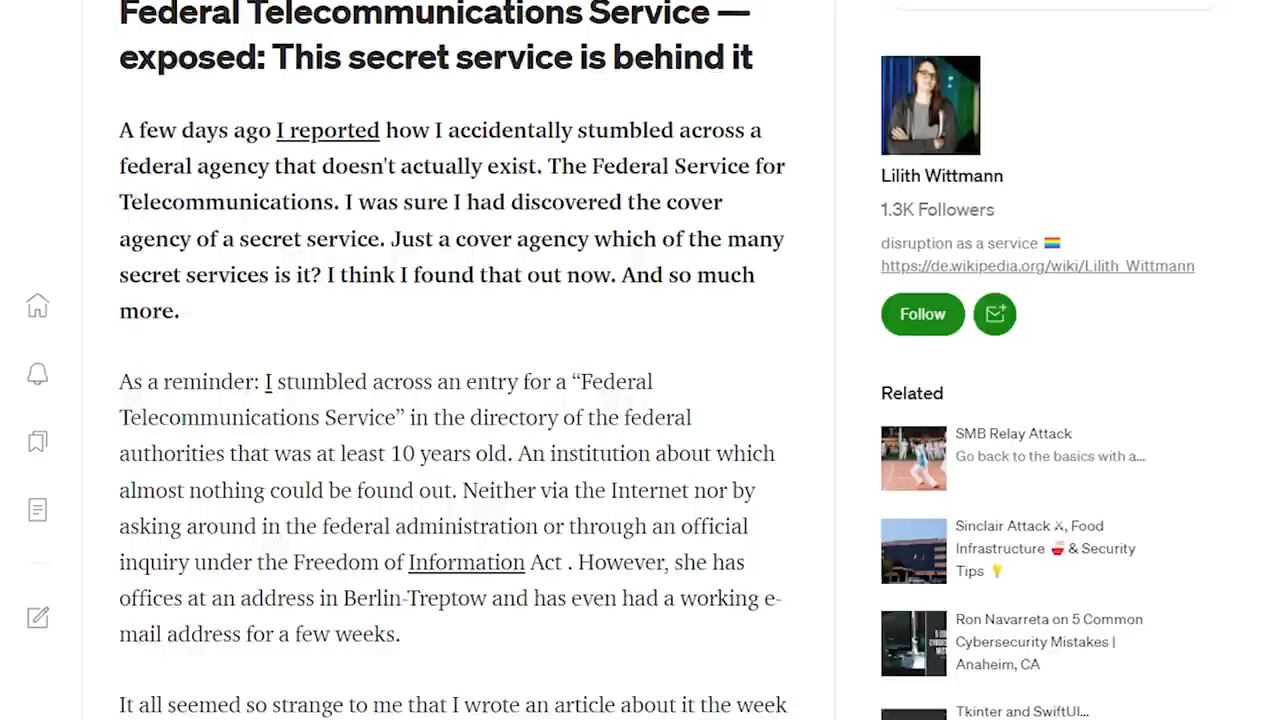 Federal Telecommunications Service —
exposed: This secret service is behind it
A few days ago I reported how I accidentally stumbled across a
federal agency that doesn't actually exist. The Federal Service for
Telecommunications. I was sure I had discovered the cover
agency of a secret service. Just a cover agency which of the many
secret services is it? I think I found that out now. And so much
more.
As a reminder: I stumbled across an entry for a “Federal
Telecommunications Service” in the directory of the federal
authorities that was at least 10 years old. An institution about which
almost nothing could be found out. Neither via the Internet nor by
asking around in the federal administration or through an official
inquiry under the Freedom of Information Act . However, she has
offices at an address in Berlin-Treptow and has even had a working e-
mail address for a few weeks.
It all seemed so strange to me that I wrote an article about it the week
Lilith Wittmann
1.3K Followers
disruption as a service 🏳️‍🌈
https://de.wikipedia.org/wiki/Lilith_Wittmann
Follow
Related
SMB Relay Attack
Go back to the basics with a...
Sinclair Attack ⚔, Food
Infrastructure 🍜 & Security
Tips 💡
Ron Navarreta on 5 Common
Cybersecurity Mistakes |
Anaheim, CA
Tkinter and SwiftUI...